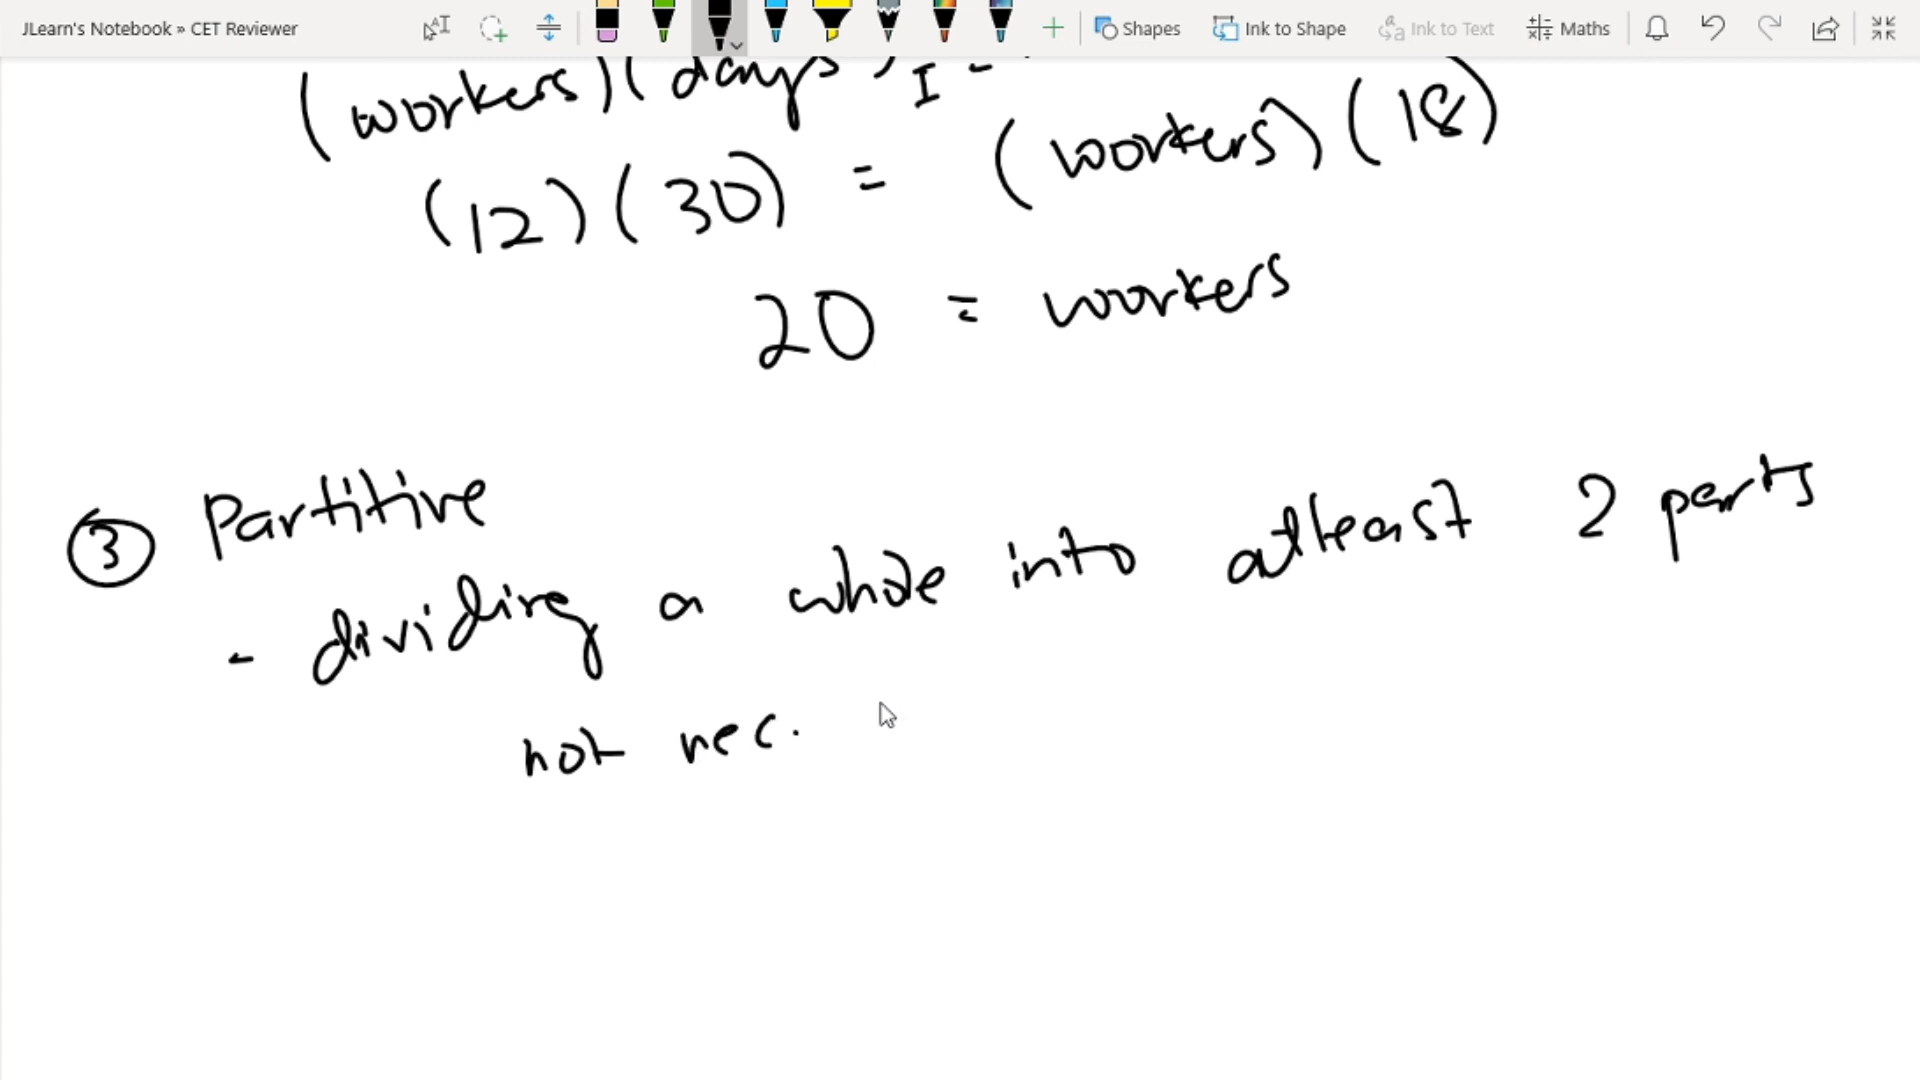 JLearn's Notebook » CET Reviewer Shapes Ink to Shape Ink to Text Maths
(workers)(days)
(12)(30) = (workers)(18)
20 = workers
③ Partitive
- dividing a whole into atleast 2 parts
not nec.